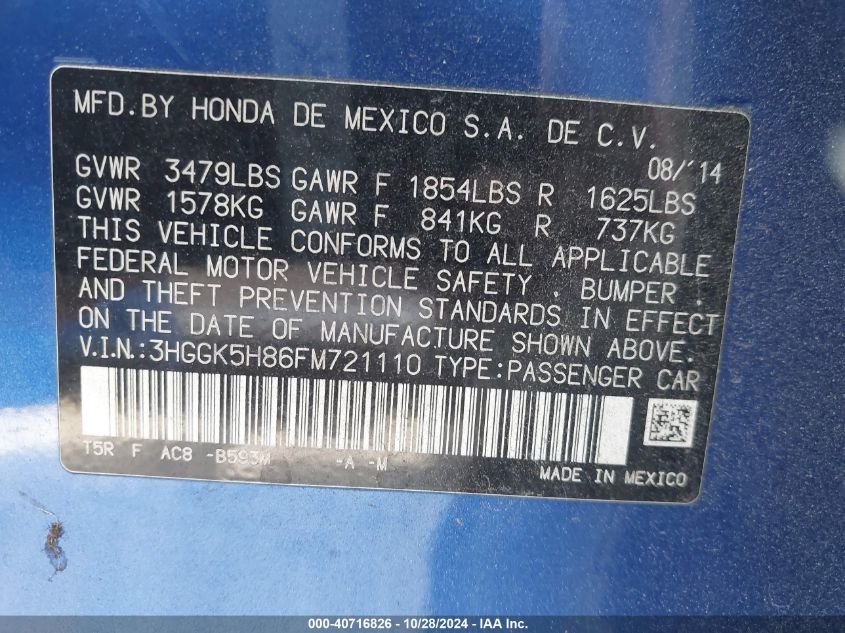 MFD.BY HONDA DE MEXICO S.A. DE C.V.
08/'14
GVWR 3479LBS GAWR F 1854LBS R 1625LBS
GVWR 1578KG GAWR F 841KG R 737KG
THIS VEHICLE CONFORMS TO ALL APPLICABLE
FEDERAL MOTOR VEHICLE SAFETY , BUMPER ,
AND THEFT PREVENTION STANDARDS IN EFFECT
ON THE DATE OF MANUFACTURE SHOWN ABOVE.
V.I.N.:3HGGK5H86FM721110 TYPE:PASSENGER CAR
T5R F AC8 -B593M -A -M
MADE IN MEXICO
000-40716826 - 10/28/2024 - IAA Inc.